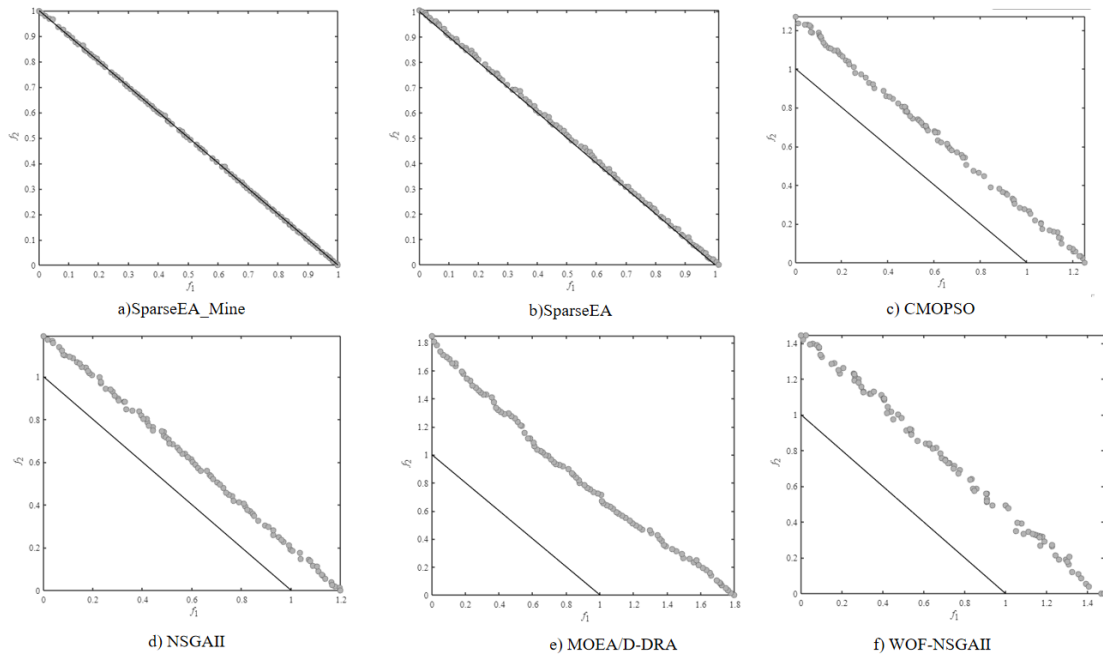 1
0.9
0.8
0.7
0.6
0.5
0.4
0.3
0.2
0.1
0
f2
0 0.1 0.2 0.3 0.4 0.5 0.6 0.7 0.8 0.9 1
f1
a)SparseEA_Mine
1
0.9
0.8
0.7
0.6
0.5
0.4
0.3
0.2
0.1
0
f2
0 0.1 0.2 0.3 0.4 0.5 0.6 0.7 0.8 0.9 1
f1
b)SparseEA
1.2
1
0.8
0.6
0.4
0.2
0
f2
0 0.2 0.4 0.6 0.8 1 1.2
f1
c) CMOPSO
1
0.8
0.6
0.4
0.2
0
f2
0 0.2 0.4 0.6 0.8 1 1.2
f1
d) NSGAII
1.8
1.6
1.4
1.2
1
0.8
0.6
0.4
0.2
0
f2
0 0.2 0.4 0.6 0.8 1 1.2 1.4 1.6 1.8
f1
e) MOEA/D-DRA
1.4
1.2
1
0.8
0.6
0.4
0.2
0
f2
0 0.2 0.4 0.6 0.8 1 1.2 1.4
f1
f) WOF-NSGAII